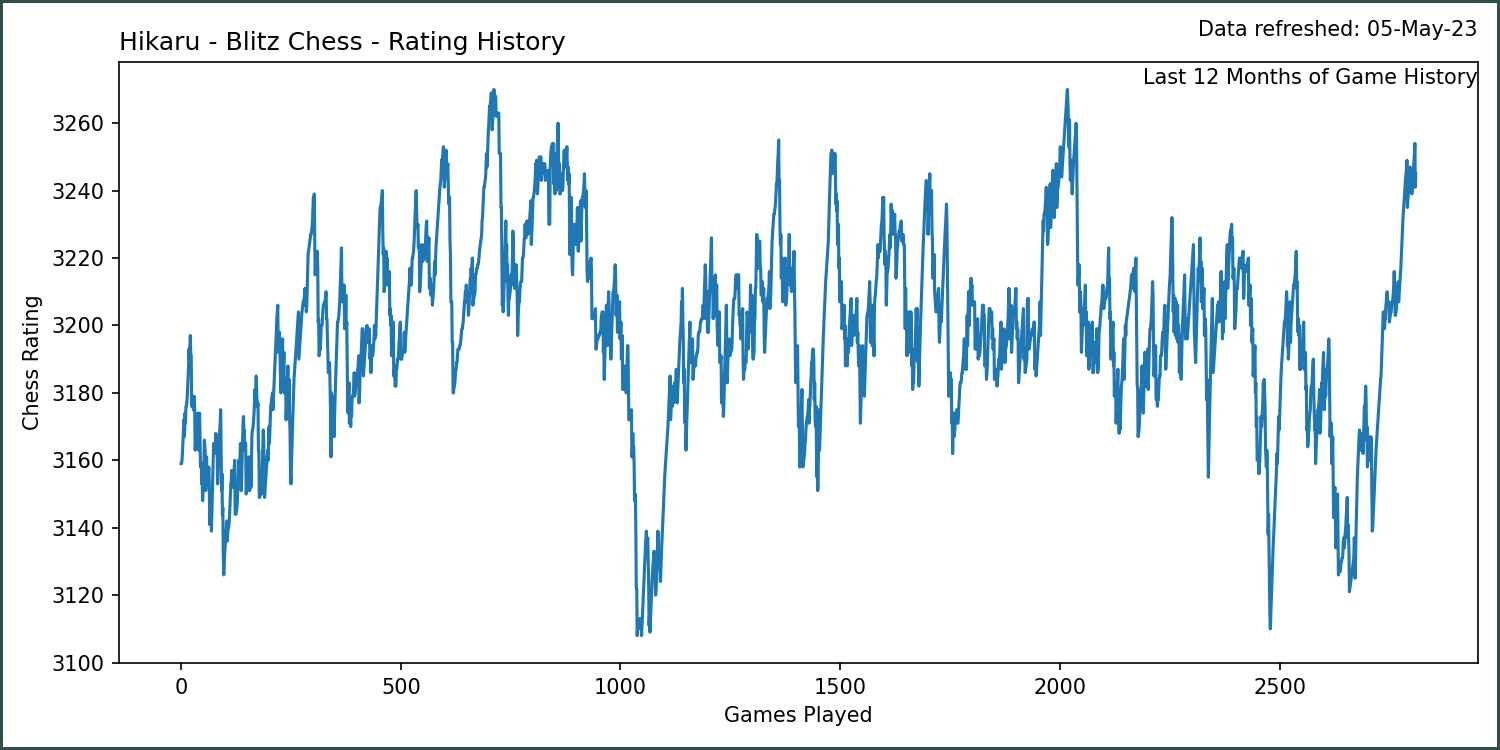 Data refreshed: 05-May-23
Hikaru - Blitz Chess - Rating History
Last 12 Months of Game History
3260
3240
3220
3200
3180
3160
3140
3120
3100
Chess Rating
0 500 1000 1500 2000 2500
Games Played